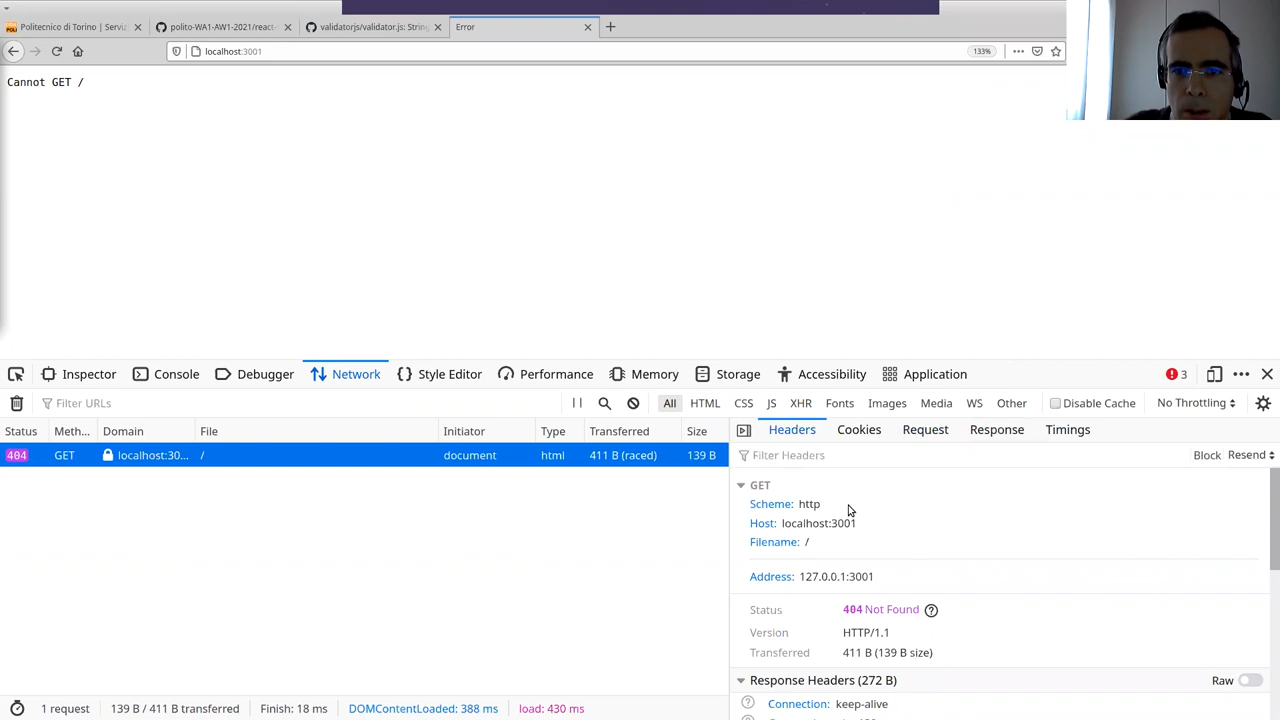 Politecnico di Torino | Serviz
polito-WA1-AW1-2021/react-
validatorjs/validator.js: String
Error
localhost:3001
133%
Cannot GET /
Inspector
Console
Debugger
Network
Style Editor
Performance
Memory
Storage
Accessibility
Application
3
Filter URLs
All
HTML
CSS
JS
XHR
Fonts
Images
Media
WS
Other
Disable Cache
No Throttling
Status
Meth...
Domain
File
Initiator
Type
Transferred
Size
404
GET
localhost:30...
/
document
html
411 B (raced)
139 B
Headers
Cookies
Request
Response
Timings
Filter Headers
Block
Resend
GET
Scheme: http
Host: localhost:3001
Filename: /
Address: 127.0.0.1:3001
Status 404 Not Found
Version HTTP/1.1
Transferred 411 B (139 B size)
Response Headers (272 B)
Raw
Connection: keep-alive
1 request
139 B / 411 B transferred
Finish: 18 ms
DOMContentLoaded: 388 ms
load: 430 ms